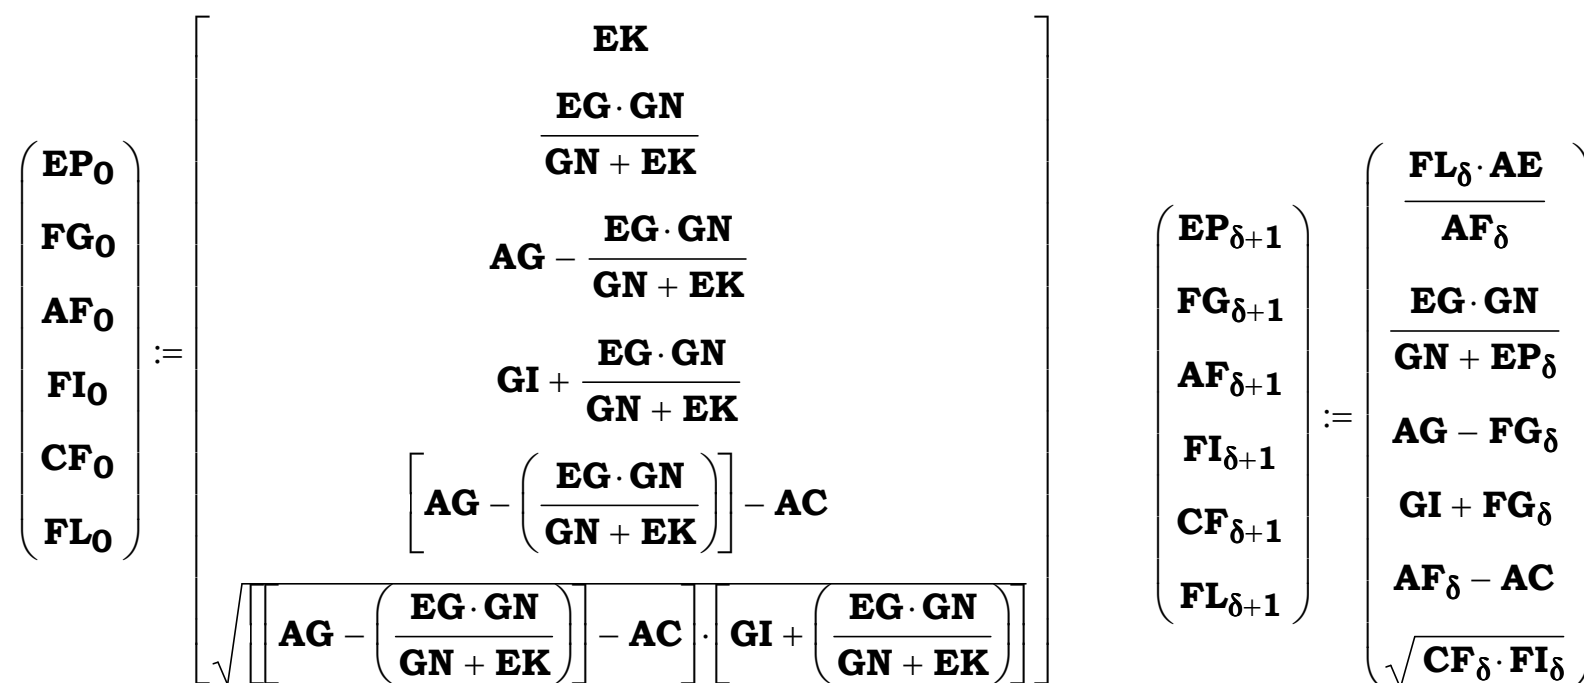 (EP₀ FG₀ AF₀ FI₀ CF₀ FL₀) :=
EK
EG · GN / GN + EK
AG − EG · GN / GN + EK
GI + EG · GN / GN + EK
[AG − (EG · GN / GN + EK)] − AC
√[[AG − (EG · GN / GN + EK)] − AC] · [GI + (EG · GN / GN + EK)]
(EPδ+1 FGδ+1 AFδ+1 FIδ+1 CFδ+1 FLδ+1) :=
FLδ · AE / AFδ
EG · GN / GN + EPδ
AG − FGδ
GI + FGδ
AFδ − AC
√CFδ · FIδ